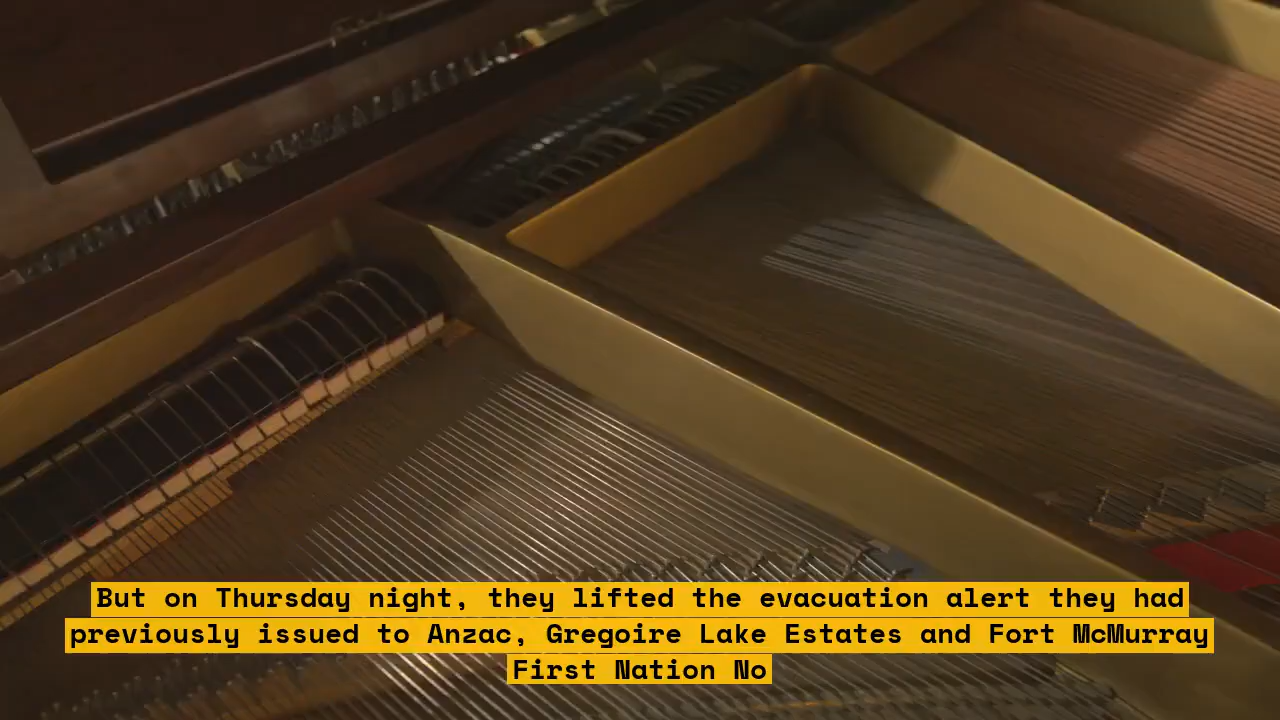 But on Thursday night, they lifted the evacuation alert they had
previously issued to Anzac, Gregoire Lake Estates and Fort McMurray
First Nation No